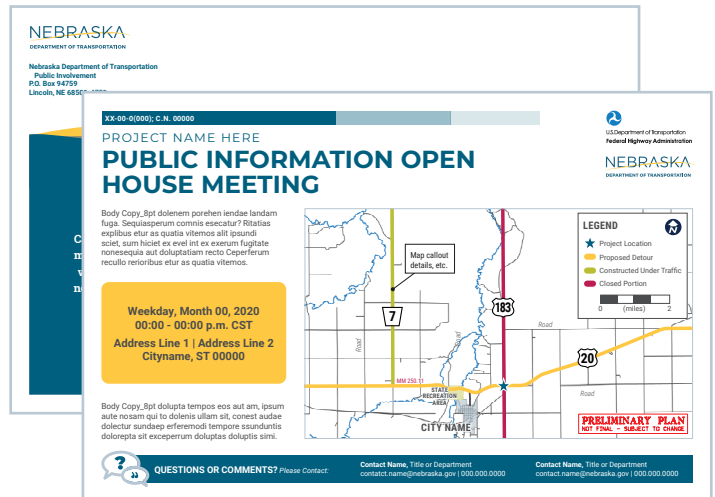 NEBRASKA
DEPARTMENT OF TRANSPORTATION
Nebraska Department of Transportation
Public Involvement
P.O. Box 94759
Lincoln, NE
XX-00-0(000); C.N. 00000
PROJECT NAME HERE
PUBLIC INFORMATION OPEN
HOUSE MEETING
U.S.Department of Transportation
Federal Highway Administration
NEBRASKA
DEPARTMENT OF TRANSPORTATION
Body Copy_8pt dolenem porehen iendae landam
fuga. Sequiasperum comnis esecatur? Ritatias
explibus etur as quatia vitemos alit ipsundi
sciet, sum hiciet ex evel int ex exerum fugitate
nonesequia aut doluptatiam recto Ceperferum
recullo rerioribus etur as quatia vitemos.
Weekday, Month 00, 2020
00:00 - 00:00 p.m. CST
Address Line 1 | Address Line 2
Cityname, ST 00000
Body Copy_8pt dolupta tempos eos aut am, ipsum
aute nosam qui to dolenis ullam sit, conest audae
dolectur sundaep erferemodi tempore ssunduntis
dolorepta sit exceperrum doluptas doluptis simi.
Map callout
details, etc.
7
183
20
Road
Road
Road
Road
MM 250.11
STATE
RECREATION
AREA
CITY NAME
LEGEND
N
Project Location
Proposed Detour
Constructed Under Traffic
Closed Portion
0 (miles) 2
PRELIMINARY PLAN
NOT FINAL - SUBJECT TO CHANGE
?
QUESTIONS OR COMMENTS? Please Contact:
Contact Name, Title or Department
contatct.name@nebraska.gov | 000.000.0000
Contact Name, Title or Department
contact.name@nebraska.gov | 000.000.0000